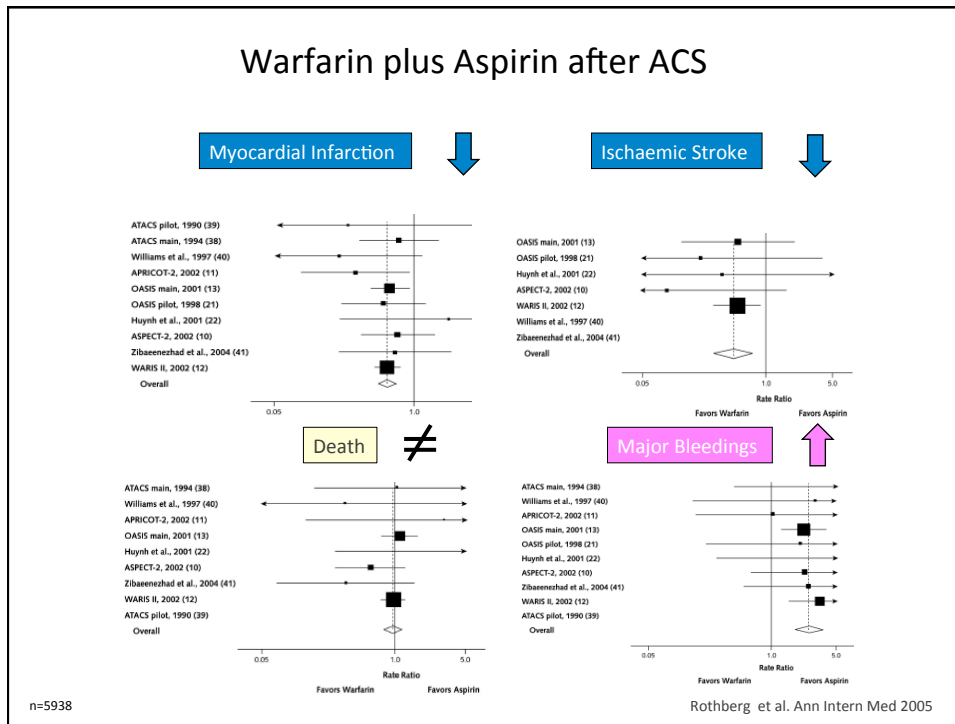 Warfarin plus Aspirin after ACS
Myocardial Infarction
ATACS pilot, 1990 (39)
ATACS main, 1994 (38)
Williams et al., 1997 (40)
APRICOT-2, 2002 (11)
OASIS main, 2001 (13)
OASIS pilot, 1998 (21)
Huynh et al., 2001 (22)
ASPECT-2, 2002 (10)
Zibaeenezhad et al., 2004 (41)
WARIS II, 2002 (12)
Overall
0.05 1.0
Ischaemic Stroke
OASIS main, 2001 (13)
OASIS pilot, 1998 (21)
Huynh et al., 2001 (22)
ASPECT-2, 2002 (10)
WARIS II, 2002 (12)
Williams et al., 1997 (40)
Zibaeenezhad et al., 2004 (41)
Overall
0.05 1.0 5.0
Rate Ratio
Favors Warfarin Favors Aspirin
Death ≠
ATACS main, 1994 (38)
Williams et al., 1997 (40)
APRICOT-2, 2002 (11)
OASIS main, 2001 (13)
Huynh et al., 2001 (22)
ASPECT-2, 2002 (10)
Zibaeenezhad et al., 2004 (41)
WARIS II, 2002 (12)
ATACS pilot, 1990 (39)
Overall
0.05 1.0 5.0
Rate Ratio
Favors Warfarin Favors Aspirin
Major Bleedings
ATACS main, 1994 (38)
Williams et al., 1997 (40)
APRICOT-2, 2002 (11)
OASIS main, 2001 (13)
OASIS pilot, 1998 (21)
Huynh et al., 2001 (22)
ASPECT-2, 2002 (10)
Zibaeenezhad et al., 2004 (41)
WARIS II, 2002 (12)
ATACS pilot, 1990 (39)
Overall
0.05 1.0 5.0
Rate Ratio
Favors Warfarin Favors Aspirin
n=5938
Rothberg et al. Ann Intern Med 2005